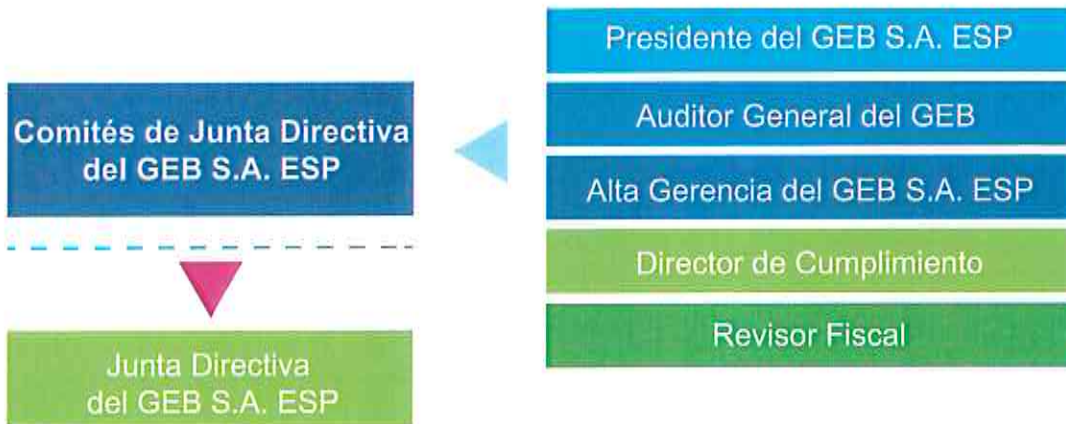 Comités de Junta Directiva
del GEB S.A. ESP
Junta Directiva
del GEB S.A. ESP
Presidente del GEB S.A. ESP
Auditor General del GEB
Alta Gerencia del GEB S.A. ESP
Director de Cumplimiento
Revisor Fiscal